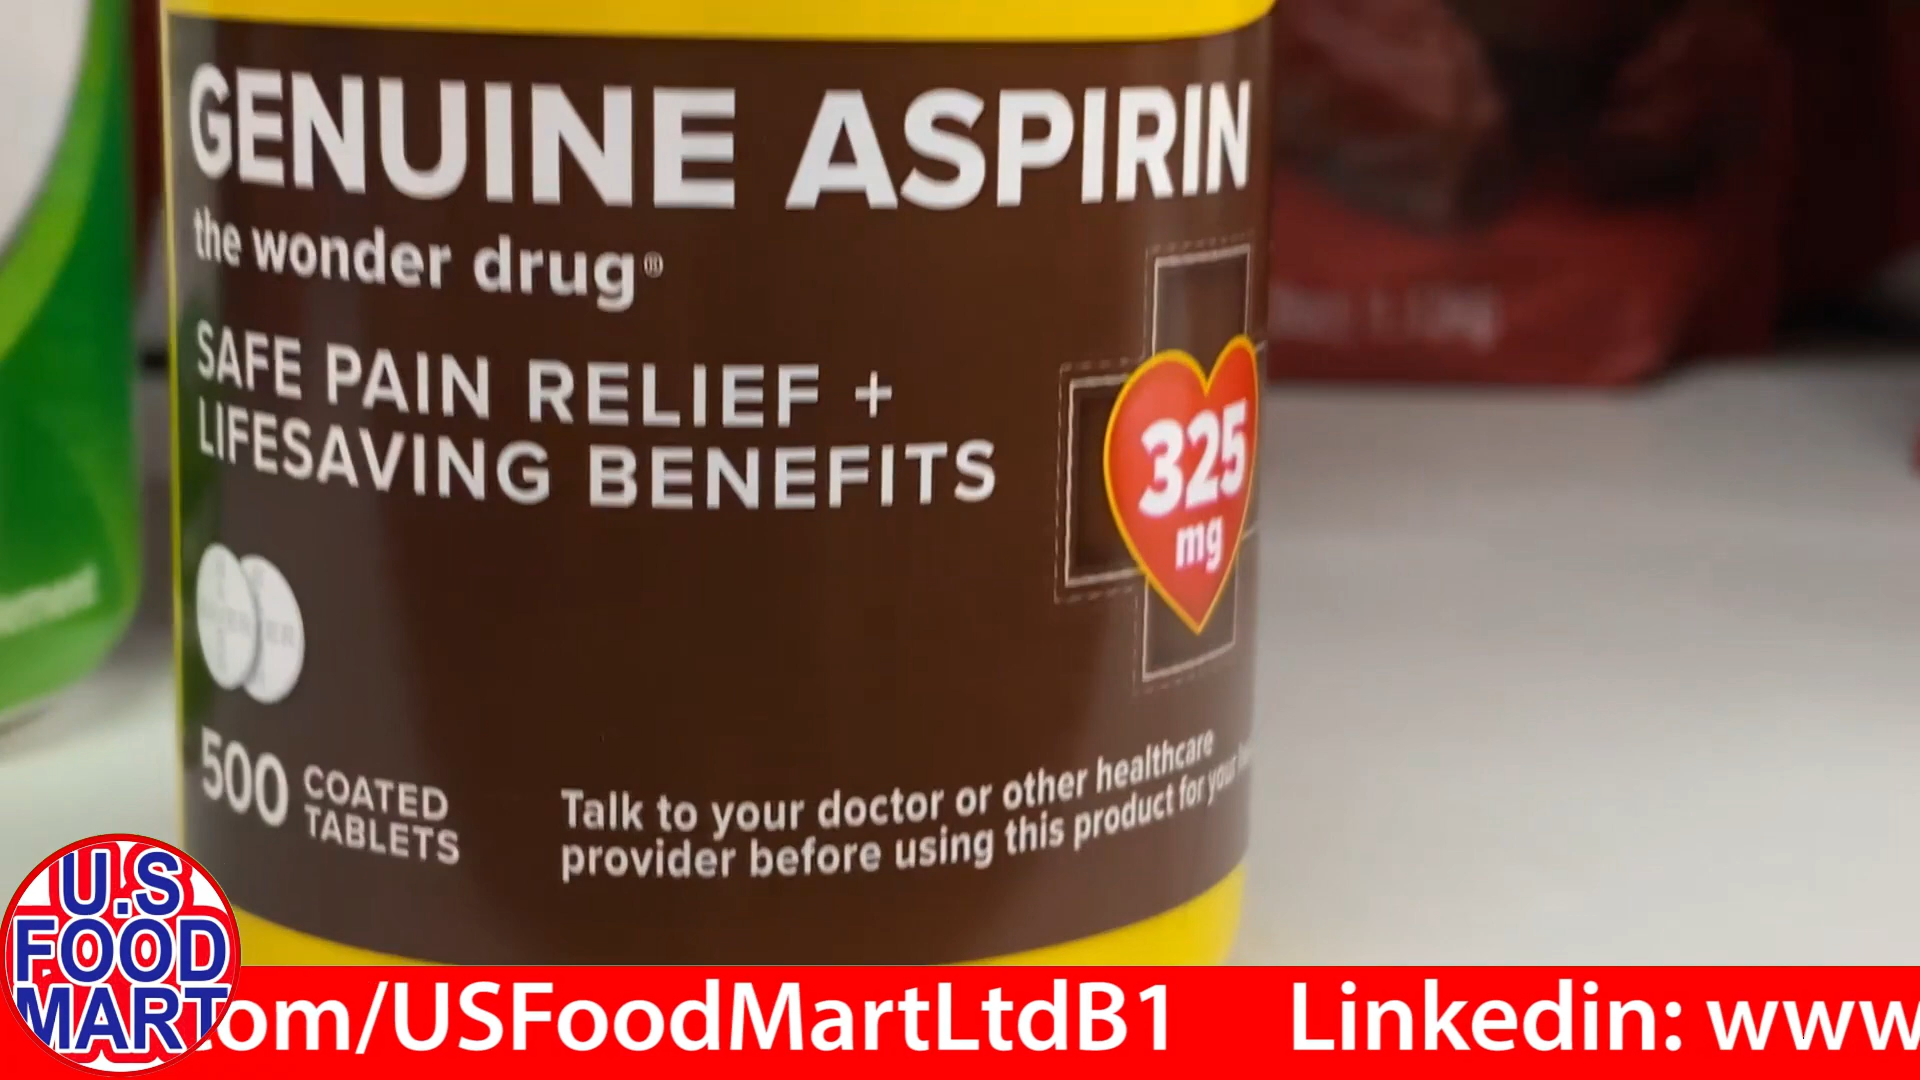 GENUINE ASPIRIN
the wonder drug®
SAFE PAIN RELIEF +
LIFESAVING BENEFITS
325
mg
500 COATED
TABLETS
Talk to your doctor or other healthcare
provider before using this product for your
U.S
FOOD
MART
om/USFoodMartLtdB1 Linkedin: www